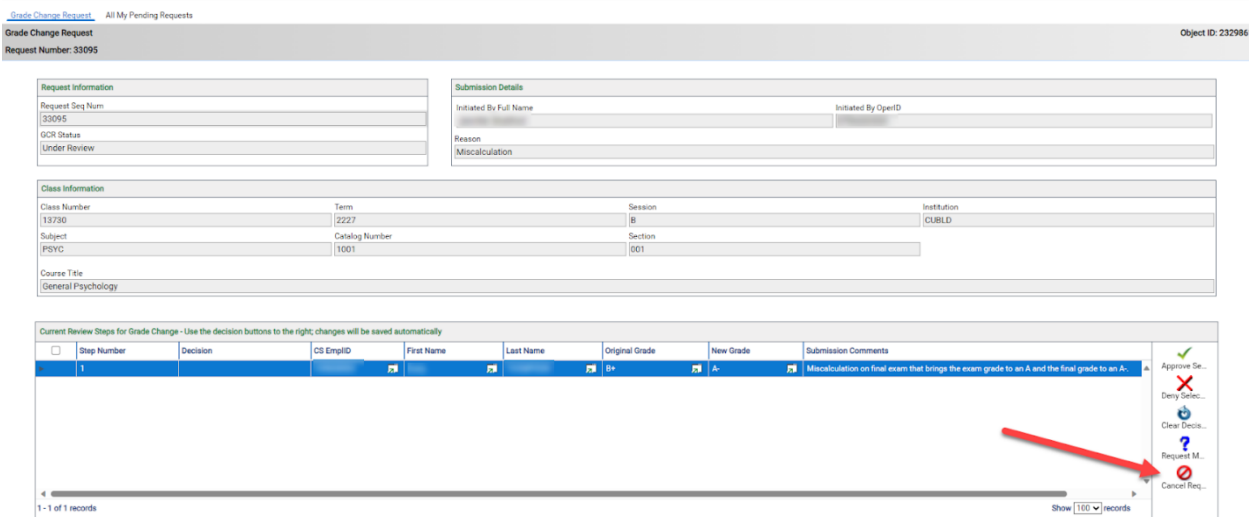 Grade Change Request All My Pending Requests
Grade Change Request Object ID: 232986
Request Number: 33095
Request Information Submission Details
Request Seq Num Initiated By Full Name Initiated By OperID
33095
GCR Status Reason
Under Review Miscalculation
Class Information
Class Number Term Session Institution
13730 2227 B CUBLD
Subject Catalog Number Section
PSYC 1001 001
Course Title
General Psychology
Current Review Steps for Grade Change - Use the decision buttons to the right; changes will be saved automatically
Step Number Decision CS EmplID First Name Last Name Original Grade New Grade Submission Comments
1 B+ A- Miscalculation on final exam that brings the exam grade to an A and the final grade to an A-.
Approve Se...
Deny Selec...
Clear Decis...
Request M...
Cancel Req...
1 - 1 of 1 records Show 100 records